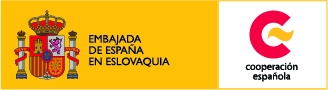 EMBAJADA
DE ESPAÑA
EN ESLOVAQUIA
cooperación
española